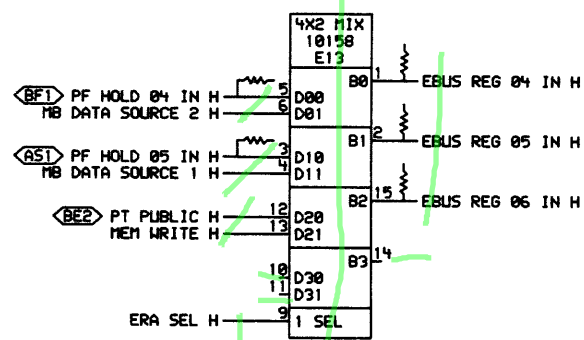 4X2 MIX
10158
E13
B0 1 EBUS REG 04 IN H
BF1 PF HOLD 04 IN H 5 D00
MB DATA SOURCE 2 H 6 D01
B1 2 EBUS REG 05 IN H
AS1 PF HOLD 05 IN H 3 D10
MB DATA SOURCE 1 H 4 D11
B2 15 EBUS REG 06 IN H
BE2 PT PUBLIC H 12 D20
MEM WRITE H 13 D21
B3 14
10 D30
11 D31
ERA SEL H 9 1 SEL